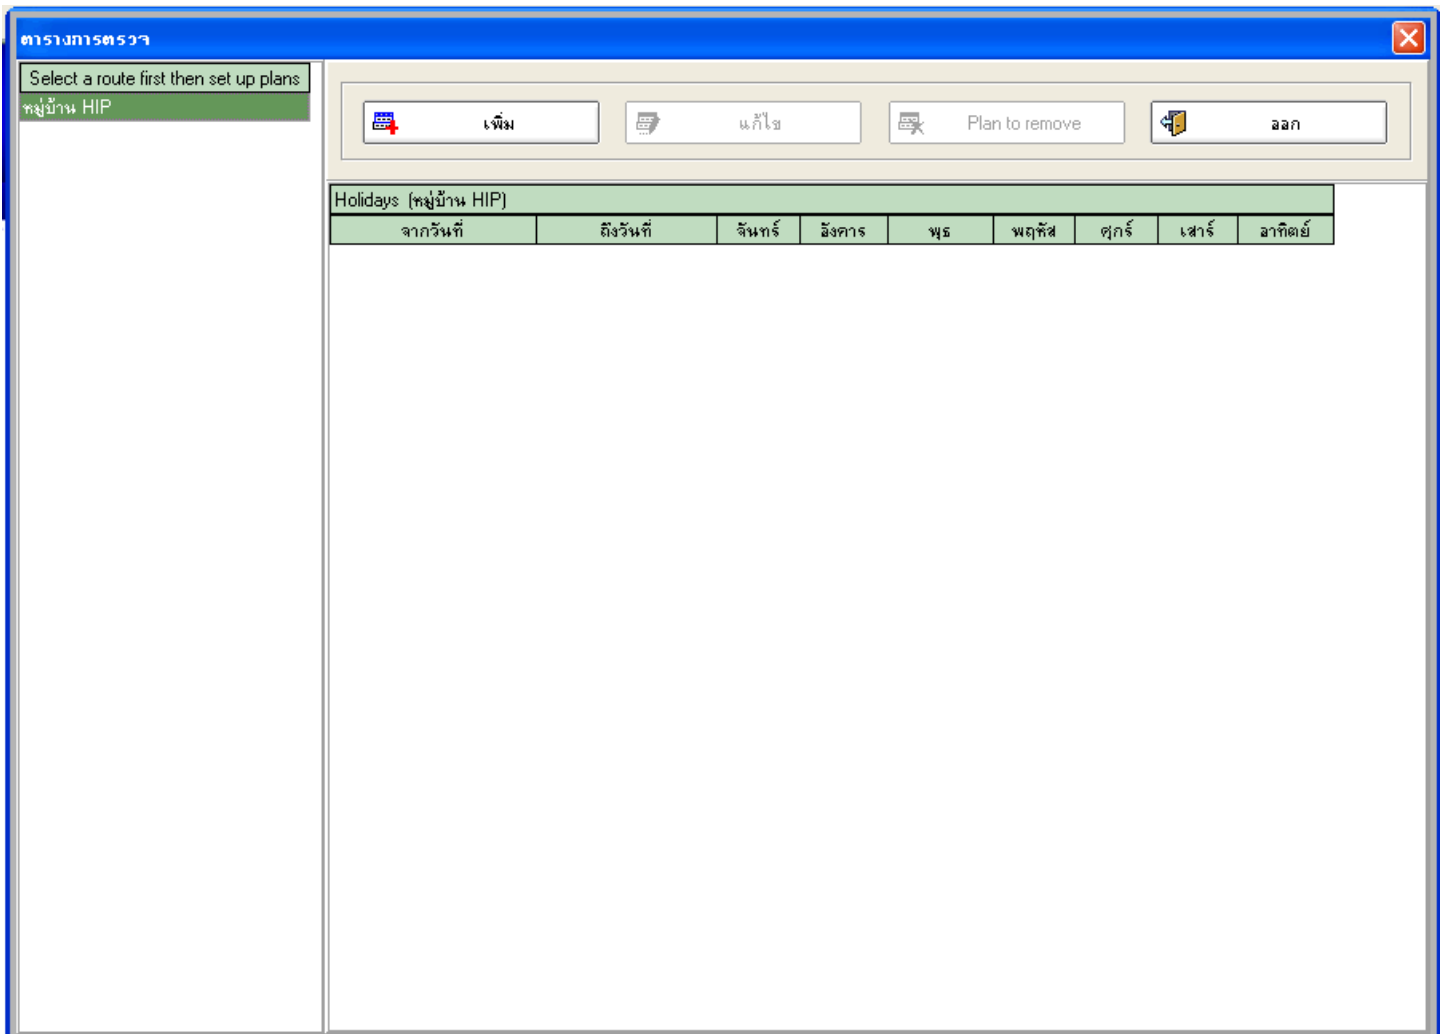 ตารางการตรวจ
Select a route first then set up plans
หมู่บ้าน HIP
เพิ่ม แก้ไข Plan to remove ออก
Holidays (หมู่บ้าน HIP)
จากวันที่ ถึงวันที่ จันทร์ อังคาร พุธ พฤหัส ศุกร์ เสาร์ อาทิตย์